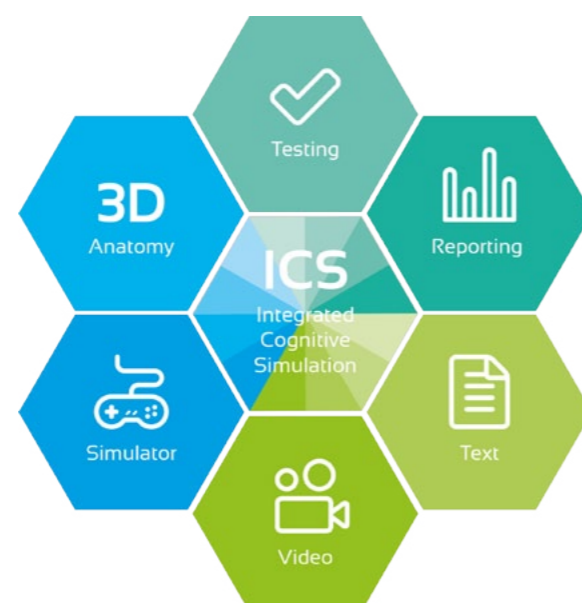 Testing
3D
Anatomy
Reporting
ICS
Integrated
Cognitive
Simulation
Simulator
Text
Video